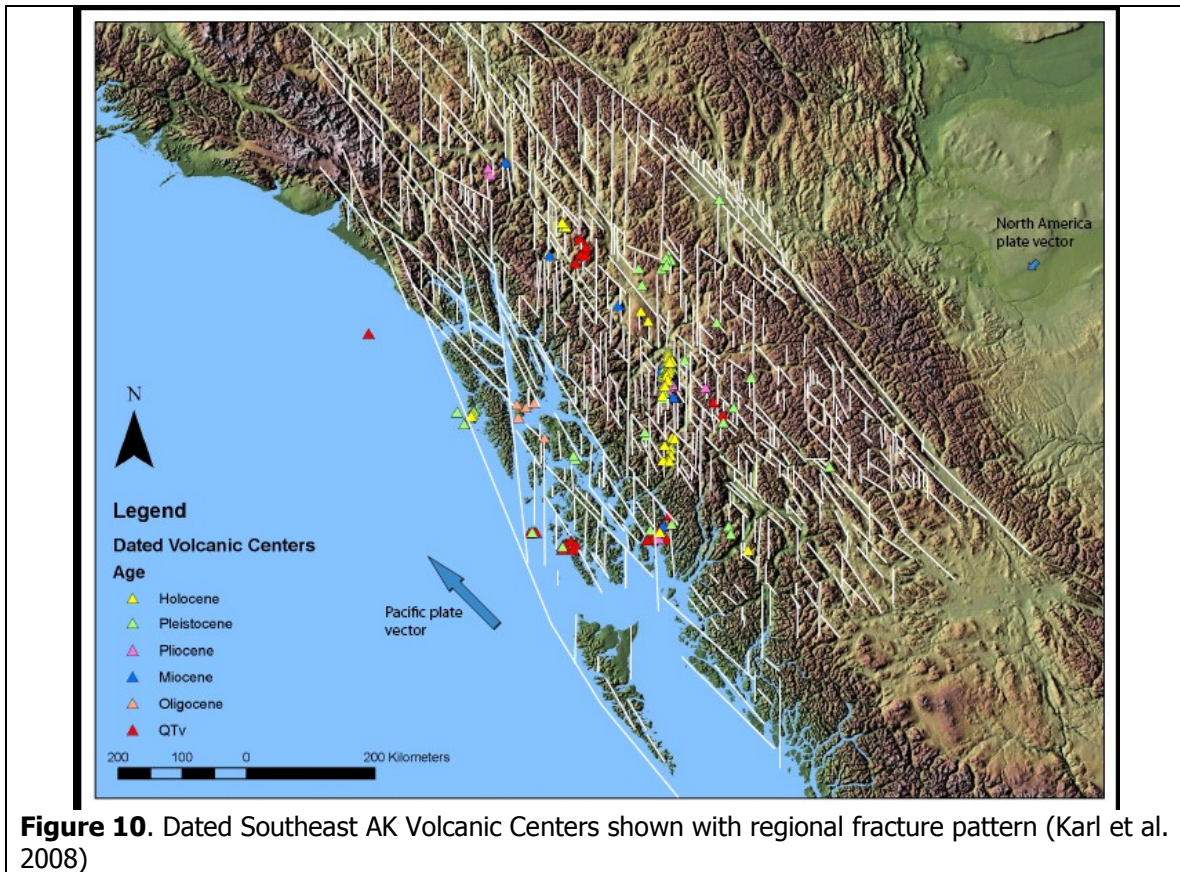 North America
plate vector
N
Legend
Dated Volcanic Centers
Age
Holocene
Pleistocene
Pliocene
Miocene
Oligocene
QTv
Pacific plate
vector
200 100 0 200 Kilometers
Figure 10. Dated Southeast AK Volcanic Centers shown with regional fracture pattern (Karl et al.
2008)